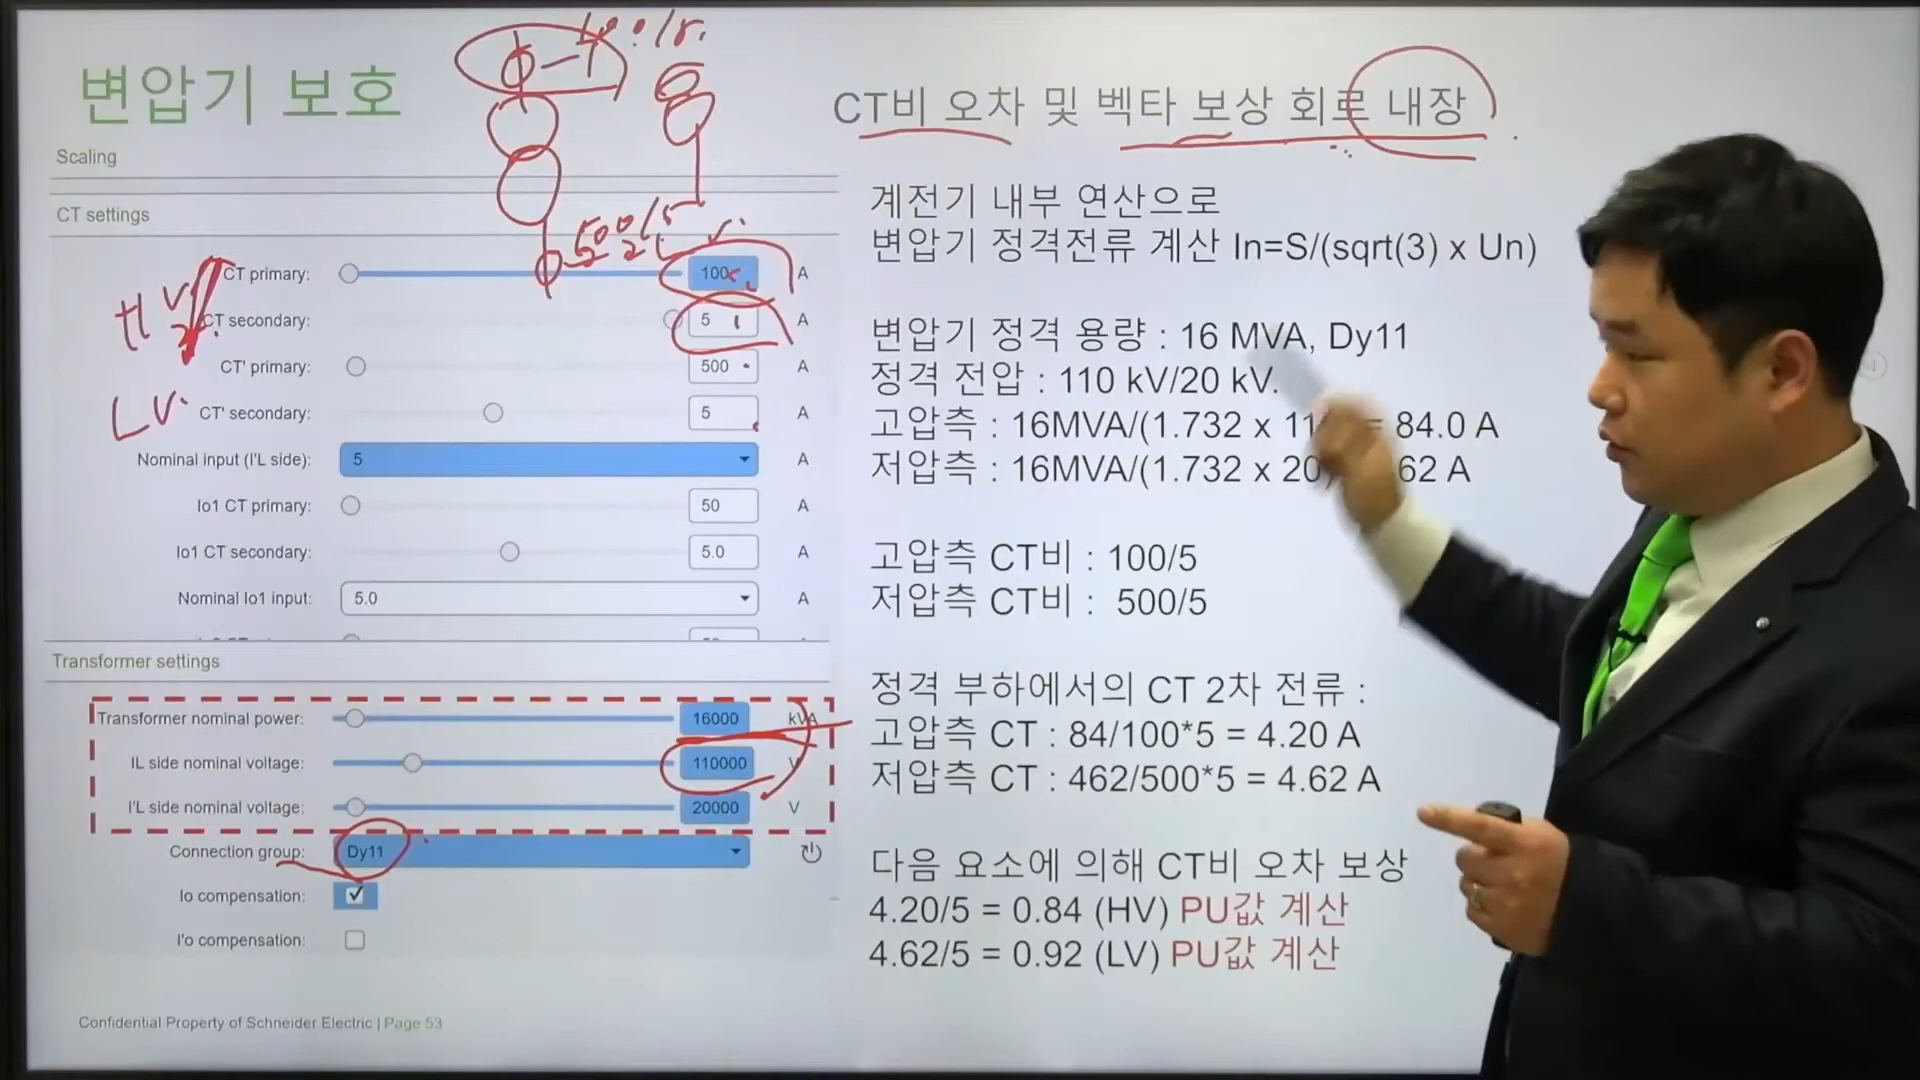 변압기 보호
100/5.
CT비 오차 및 벡타 보상 회로 내장
Scaling
CT settings
500/5
CT primary: 100 A
HV
CT secondary: 5 A
CT' primary: 500 A
LV
CT' secondary: 5 A
Nominal input (I'L side): 5 A
Io1 CT primary: 50 A
Io1 CT secondary: 5.0 A
Nominal Io1 input: 5.0 A
Transformer settings
Transformer nominal power: 16000 kVA
IL side nominal voltage: 110000 V
I'L side nominal voltage: 20000 V
Connection group: Dy11
Io compensation:
I'o compensation:
계전기 내부 연산으로
변압기 정격전류 계산 In=S/(sqrt(3) x Un)
변압기 정격 용량 : 16 MVA, Dy11
정격 전압 : 110 kV/20 kV.
고압측 : 16MVA/(1.732 x 11 = 84.0 A
저압측 : 16MVA/(1.732 x 20) 62 A
고압측 CT비 : 100/5
저압측 CT비 : 500/5
정격 부하에서의 CT 2차 전류 :
고압측 CT : 84/100*5 = 4.20 A
저압측 CT : 462/500*5 = 4.62 A
다음 요소에 의해 CT비 오차 보상
4.20/5 = 0.84 (HV) PU값 계산
4.62/5 = 0.92 (LV) PU값 계산
Confidential Property of Schneider Electric | Page 53